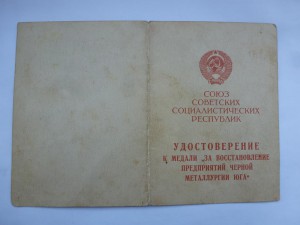 СОЮЗ
СОВЕТСКИХ
СОЦИАЛИСТИЧЕСКИХ
РЕСПУБЛИК
УДОСТОВЕРЕНИЕ
К МЕДАЛИ „ЗА ВОССТАНОВЛЕНИЕ
ПРЕДПРИЯТИЙ ЧЕРНОЙ
МЕТАЛЛУРГИИ ЮГА“